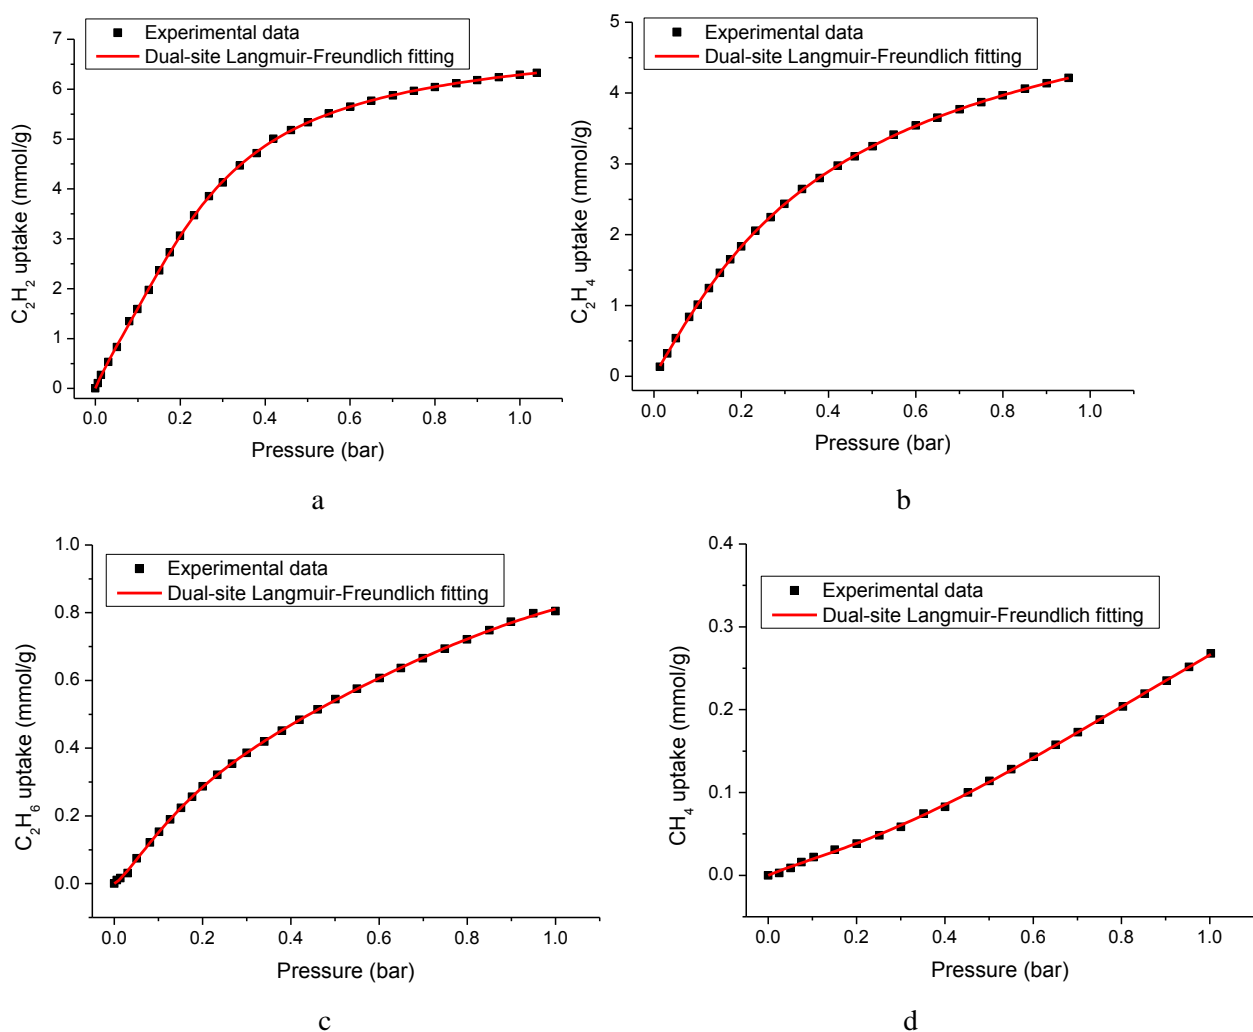 Experimental data
Dual-site Langmuir-Freundlich fitting
7
6
5
4
3
2
1
0
C₂H₂ uptake (mmol/g)
0.0 0.2 0.4 0.6 0.8 1.0
Pressure (bar)
a
Experimental data
Dual-site Langmuir-Freundlich fitting
5
4
3
2
1
0
C₂H₄ uptake (mmol/g)
0.0 0.2 0.4 0.6 0.8 1.0
Pressure (bar)
b
Experimental data
Dual-site Langmuir-Freundlich fitting
1.0
0.8
0.6
0.4
0.2
0.0
C₂H₆ uptake (mmol/g)
0.0 0.2 0.4 0.6 0.8 1.0
Pressure (bar)
c
Experimental data
Dual-site Langmuir-Freundlich fitting
0.4
0.3
0.2
0.1
0.0
CH₄ uptake (mmol/g)
0.0 0.2 0.4 0.6 0.8 1.0
Pressure (bar)
d